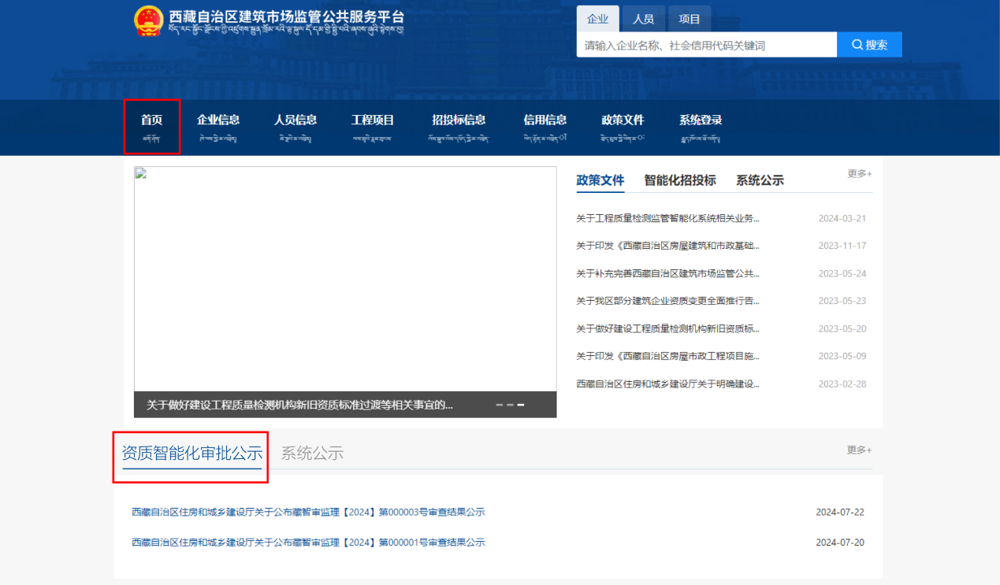 西藏自治区建筑市场监管公共服务平台
企业 人员 项目
请输入企业名称、社会信用代码关键词 搜索
首页 企业信息 人员信息 工程项目 招投标信息 信用信息 政策文件 系统登录
政策文件 智能化招投标 系统公示 更多+
关于工程质量检测监管智能化系统相关业务... 2024-03-21
关于印发《西藏自治区房屋建筑和市政基础... 2023-11-17
关于补充完善西藏自治区建筑市场监管公共... 2023-05-24
关于我区部分建筑企业资质变更全面推行告... 2023-05-23
关于做好建设工程质量检测机构新旧资质标... 2023-05-20
关于印发《西藏自治区房屋市政工程项目施... 2023-05-09
西藏自治区住房和城乡建设厅关于明确建设... 2023-02-28
关于做好建设工程质量检测机构新旧资质标准过渡等相关事宜的...
资质智能化审批公示 系统公示 更多+
西藏自治区住房和城乡建设厅关于公布藏智审监理【2024】第000003号审查结果公示 2024-07-22
西藏自治区住房和城乡建设厅关于公布藏智审监理【2024】第000001号审查结果公示 2024-07-20